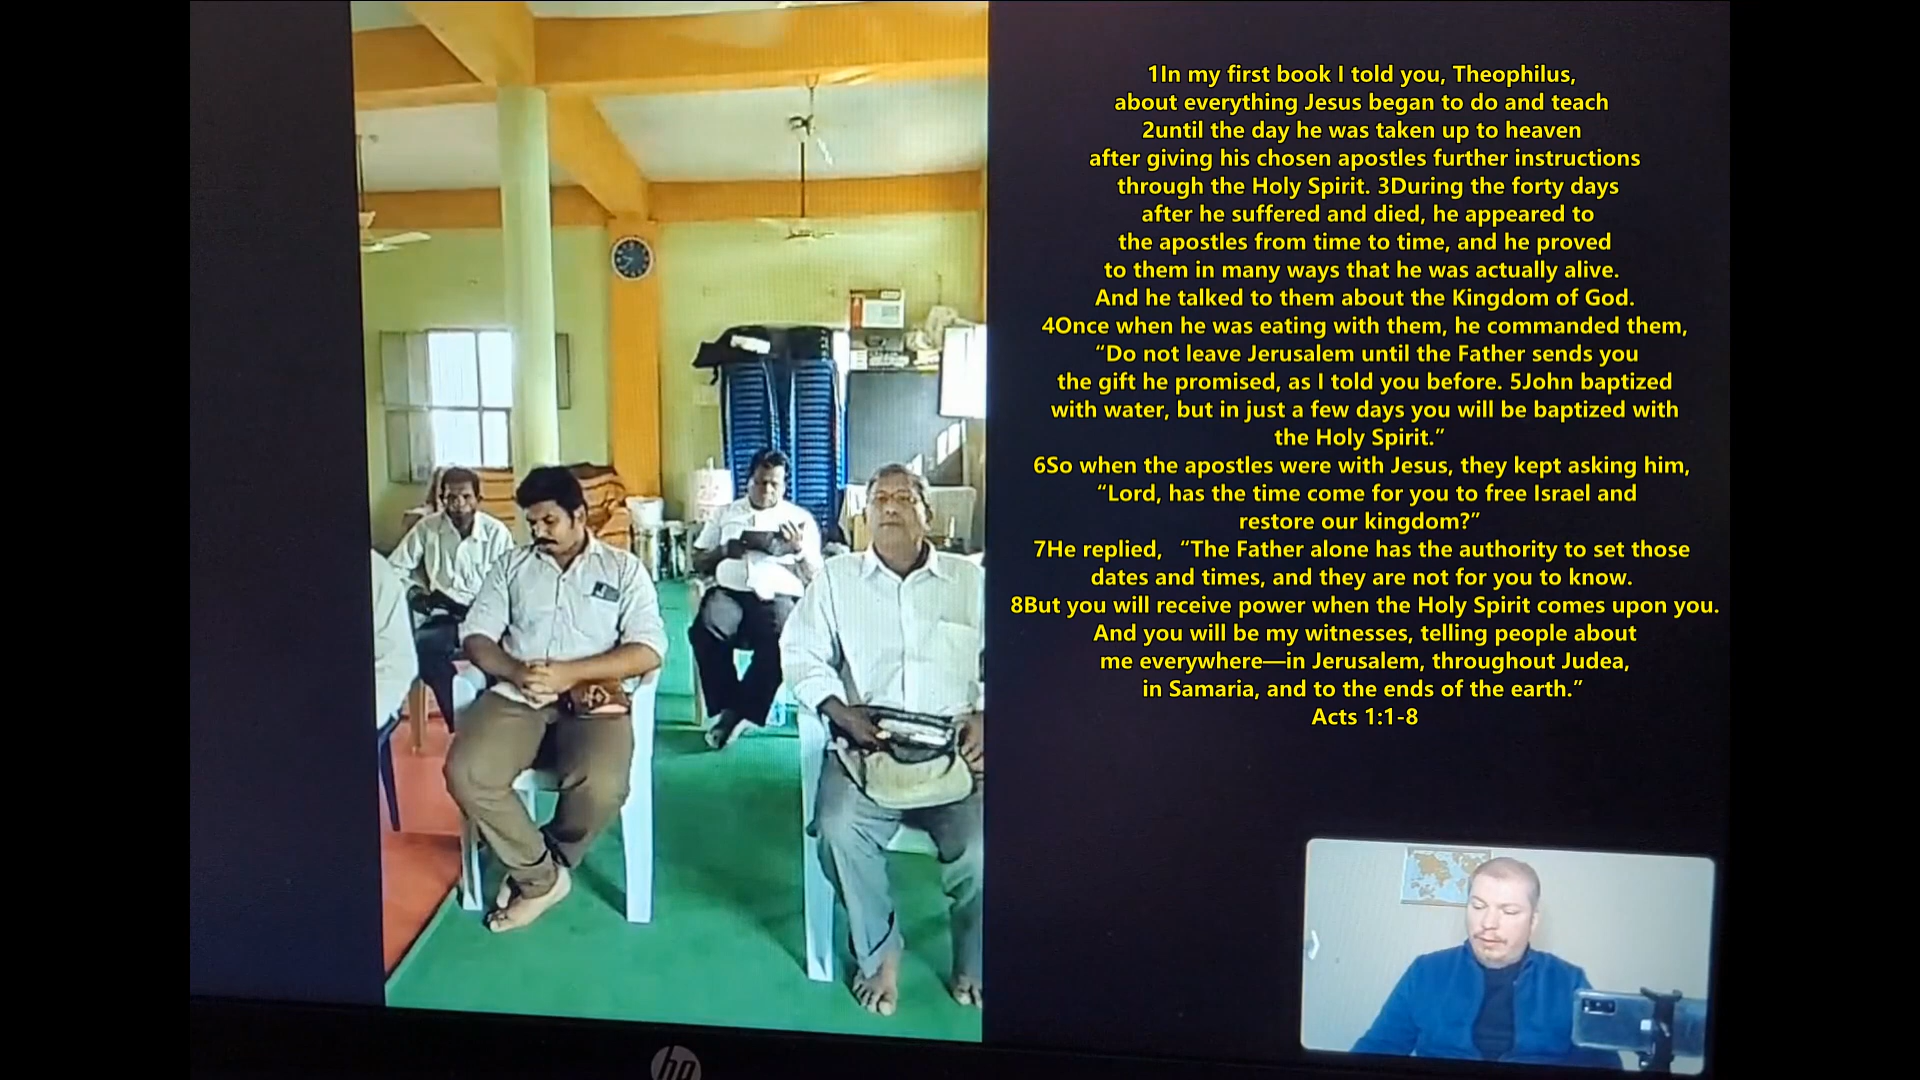 1In my first book I told you, Theophilus,
about everything Jesus began to do and teach
2until the day he was taken up to heaven
after giving his chosen apostles further instructions
through the Holy Spirit. 3During the forty days
after he suffered and died, he appeared to
the apostles from time to time, and he proved
to them in many ways that he was actually alive.
And he talked to them about the Kingdom of God.
4Once when he was eating with them, he commanded them,
“Do not leave Jerusalem until the Father sends you
the gift he promised, as I told you before. 5John baptized
with water, but in just a few days you will be baptized with
the Holy Spirit.”
6So when the apostles were with Jesus, they kept asking him,
“Lord, has the time come for you to free Israel and
restore our kingdom?”
7He replied,   “The Father alone has the authority to set those
dates and times, and they are not for you to know.
8But you will receive power when the Holy Spirit comes upon you.
And you will be my witnesses, telling people about
me everywhere—in Jerusalem, throughout Judea,
in Samaria, and to the ends of the earth.”
Acts 1:1-8
hp